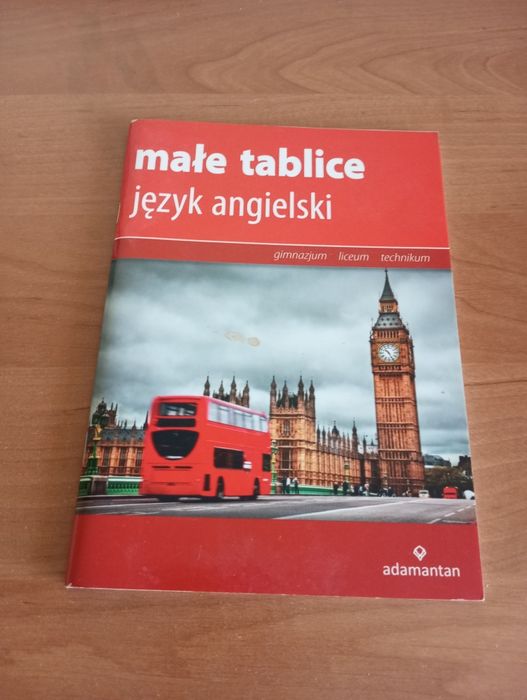 małe tablice
język angielski
gimnazjum liceum technikum
adamantan